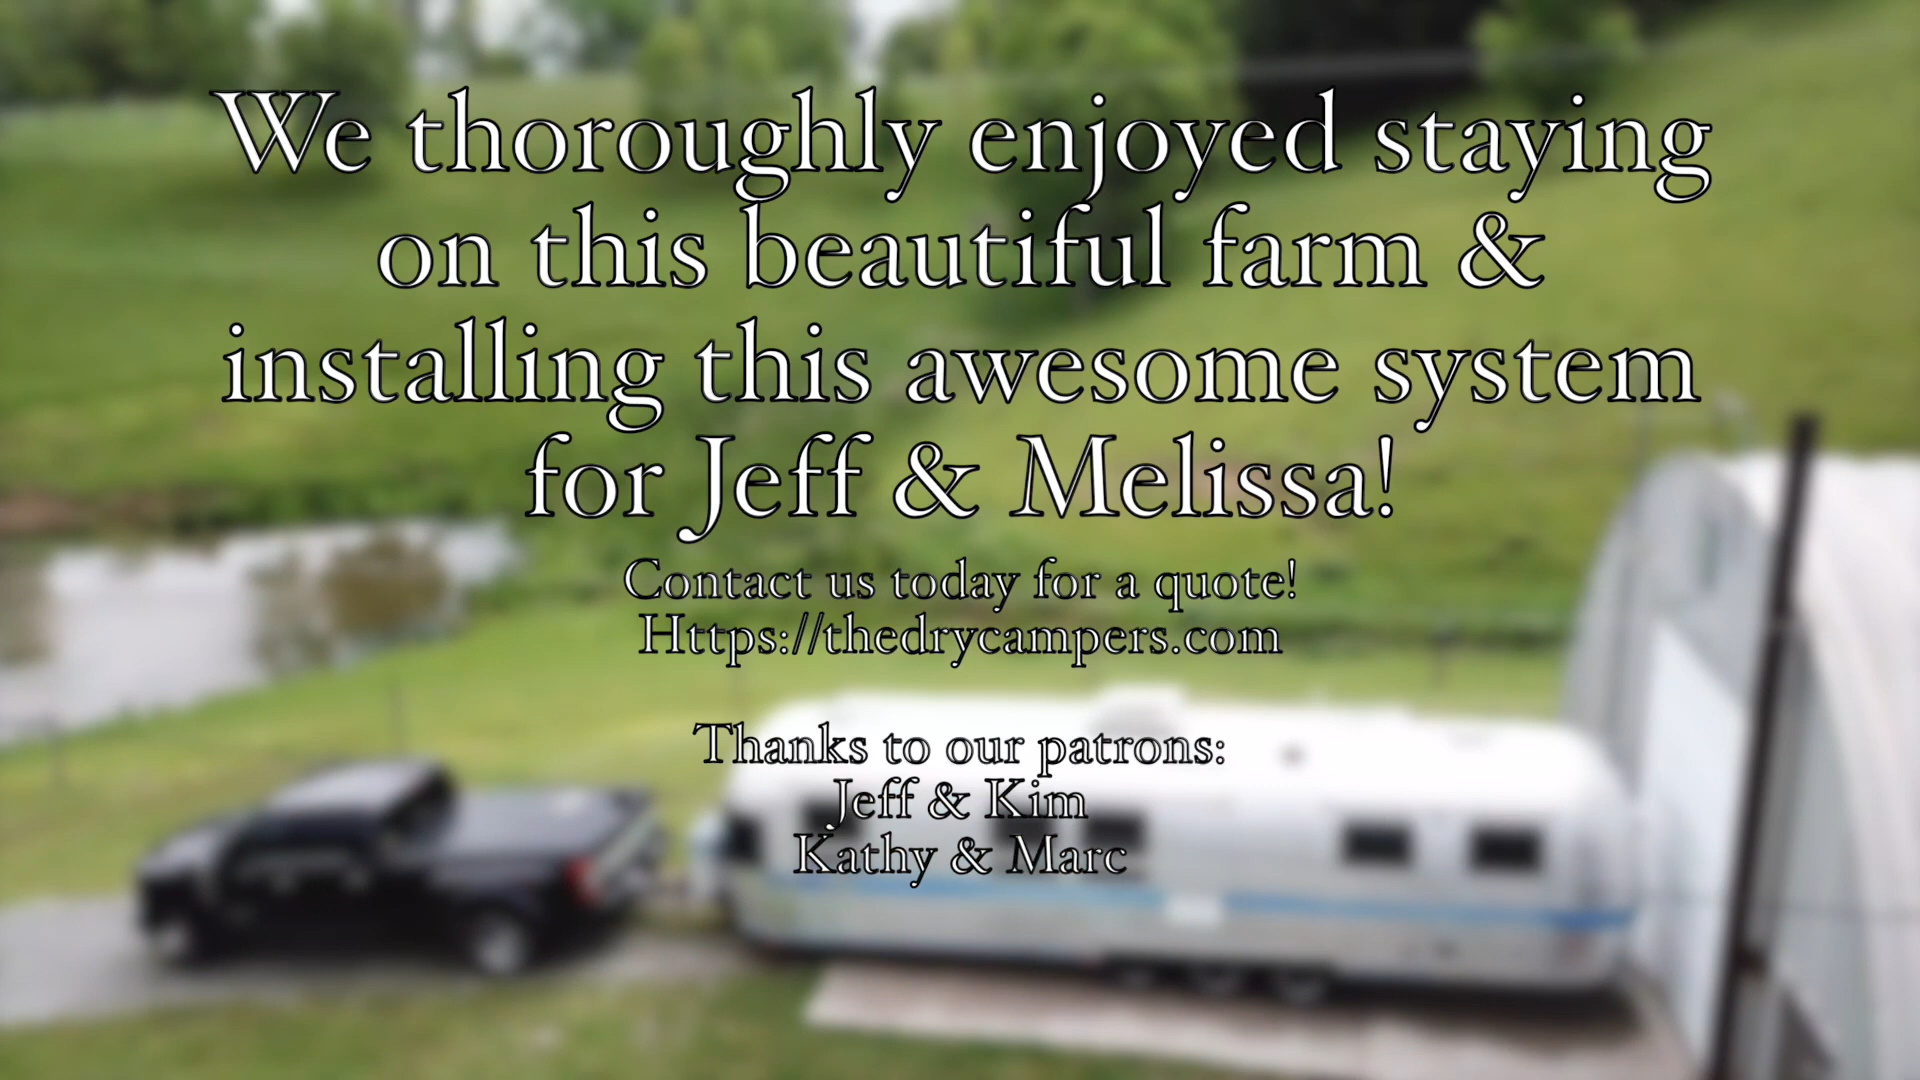 We thoroughly enjoyed staying
on this beautiful farm &
installing this awesome system
for Jeff & Melissa!
Contact us today for a quote!
Https://thedrycampers.com
Thanks to our patrons:
Jeff & Kim
Kathy & Marc